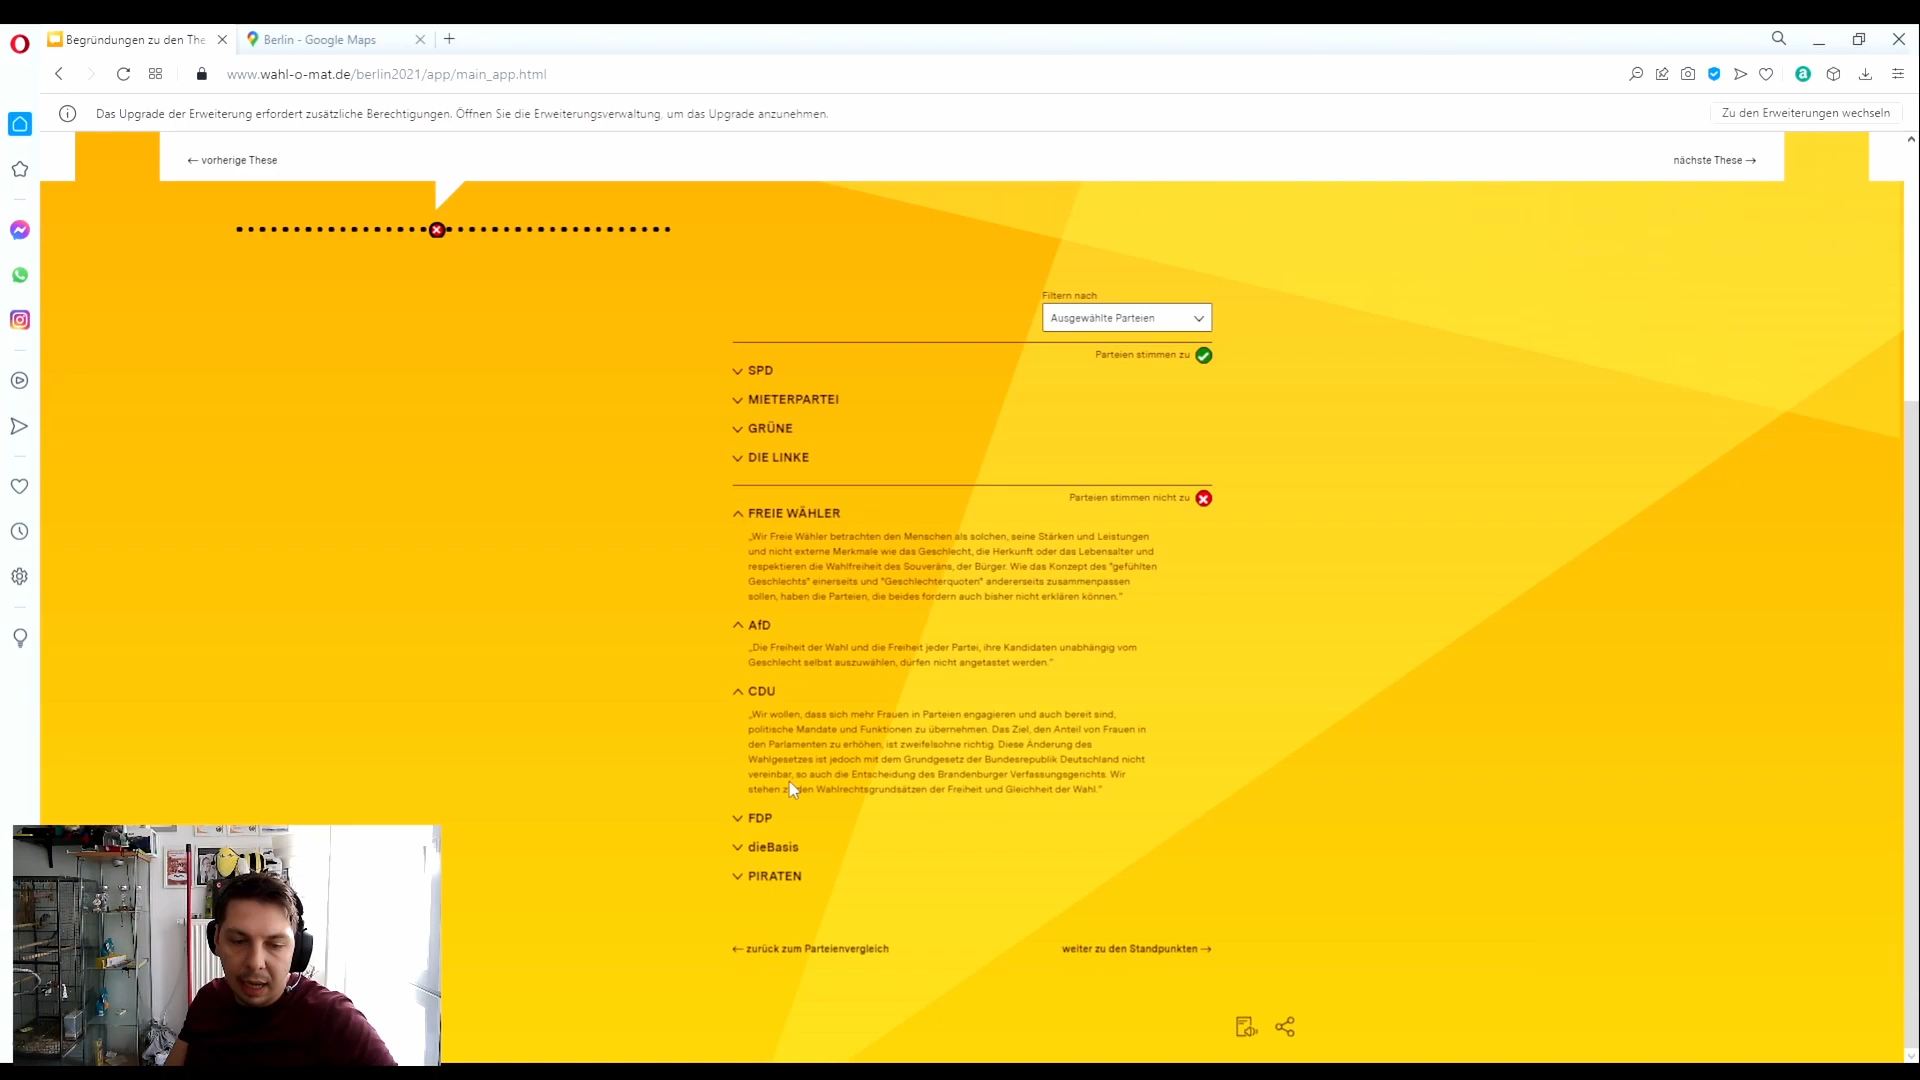 Begründungen zu den The
Berlin - Google Maps
www.wahl-o-mat.de/berlin2021/app/main_app.html
Das Upgrade der Erweiterung erfordert zusätzliche Berechtigungen. Öffnen Sie die Erweiterungsverwaltung, um das Upgrade anzunehmen.
Zu den Erweiterungen wechseln
← vorherige These
nächste These →
Filtern nach
Ausgewählte Parteien
Parteien stimmen zu
SPD
MIETERPARTEI
GRÜNE
DIE LINKE
Parteien stimmen nicht zu
FREIE WÄHLER
„Wir Freie Wähler betrachten den Menschen als solchen, seine Stärken und Leistungen
und nicht externe Merkmale wie das Geschlecht, die Herkunft oder das Lebensalter und
respektieren die Wahlfreiheit des Souveräns, der Bürger. Wie das Konzept des "gefühlten
Geschlechts" einerseits und "Geschlechterquoten" andererseits zusammenpassen
sollen, haben die Parteien, die beides fordern auch bisher nicht erklären können."
AfD
„Die Freiheit der Wahl und die Freiheit jeder Partei, ihre Kandidaten unabhängig vom
Geschlecht selbst auszuwählen, dürfen nicht angetastet werden."
CDU
„Wir wollen, dass sich mehr Frauen in Parteien engagieren und auch bereit sind,
politische Mandate und Funktionen zu übernehmen. Das Ziel, den Anteil von Frauen in
den Parlamenten zu erhöhen, ist zweifelsohne richtig. Diese Änderung des
Wahlgesetzes ist jedoch mit dem Grundgesetz der Bundesrepublik Deutschland nicht
vereinbar, so auch die Entscheidung des Brandenburger Verfassungsgerichts. Wir
stehen zu den Wahlrechtsgrundsätzen der Freiheit und Gleichheit der Wahl."
FDP
dieBasis
PIRATEN
← zurück zum Parteienvergleich
weiter zu den Standpunkten →